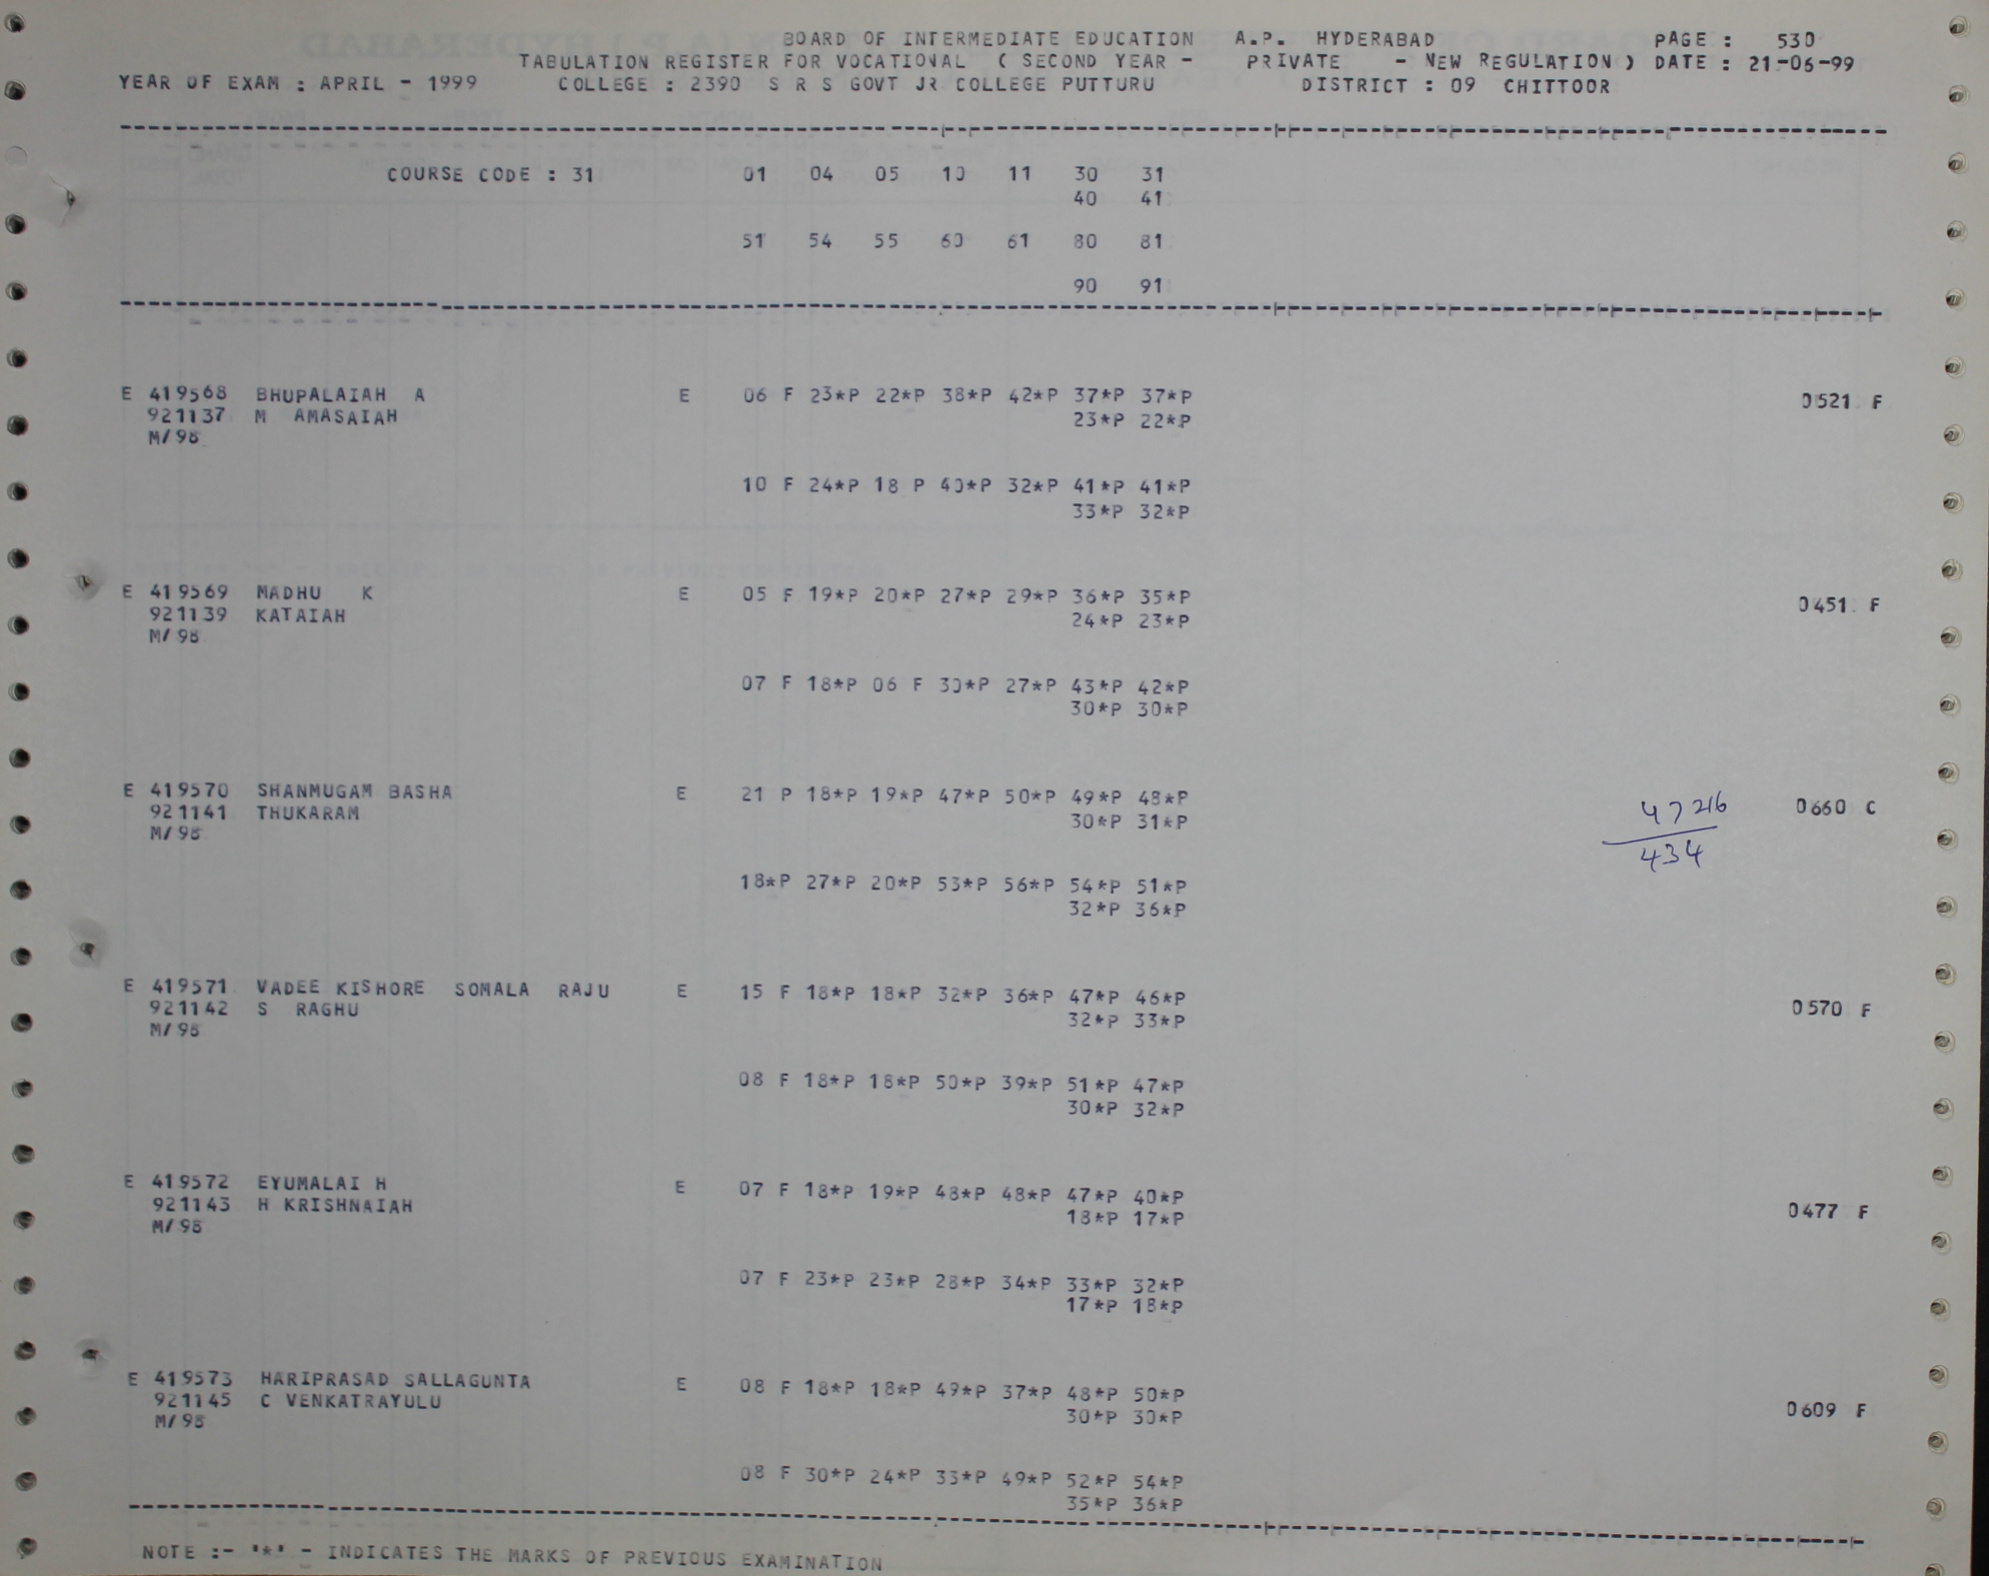 BOARD OF INTERMEDIATE EDUCATION A.P. HYDERABAD PAGE : 530
TABULATION REGISTER FOR VOCATIONAL ( SECOND YEAR - PRIVATE - NEW REGULATION ) DATE : 21-06-99
YEAR OF EXAM : APRIL - 1999 COLLEGE : 2390 S R S GOVT JR COLLEGE PUTTURU DISTRICT : 09 CHITTOOR
COURSE CODE : 31 01 04 05 10 11 30 31
40 41
51 54 55 60 61 80 81
90 91
E 419568 BHUPALAIAH A E 06 F 23*P 22*P 38*P 42*P 37*P 37*P 0521 F
921137 M AMASAIAH 23*P 22*P
M/98
10 F 24*P 18 P 40*P 32*P 41*P 41*P
33*P 32*P
E 419569 MADHU K E 05 F 19*P 20*P 27*P 29*P 36*P 35*P 0451 F
921139 KATAIAH 24*P 23*P
M/98
07 F 18*P 06 F 30*P 27*P 43*P 42*P
30*P 30*P
E 419570 SHANMUGAM BASHA E 21 P 18*P 19*P 47*P 50*P 49*P 48*P 47216 0660 C
921141 THUKARAM 30*P 31*P
M/98 434
18*P 27*P 20*P 53*P 56*P 54*P 51*P
32*P 36*P
E 419571 VADEE KISHORE SOMALA RAJU E 15 F 18*P 18*P 32*P 36*P 47*P 46*P 0570 F
921142 S RAGHU 32*P 33*P
M/98
08 F 18*P 18*P 50*P 39*P 51*P 47*P
30*P 32*P
E 419572 EYUMALAI H E 07 F 18*P 19*P 48*P 48*P 47*P 40*P 0477 F
921143 H KRISHNAIAH 18*P 17*P
M/98
07 F 23*P 23*P 28*P 34*P 33*P 32*P
17*P 18*P
E 419573 HARIPRASAD SALLAGUNTA E 08 F 18*P 18*P 49*P 37*P 48*P 50*P 0609 F
921145 C VENKATRAYULU 30*P 30*P
M/98
08 F 30*P 24*P 33*P 49*P 52*P 54*P
35*P 36*P
NOTE :- '*' - INDICATES THE MARKS OF PREVIOUS EXAMINATION